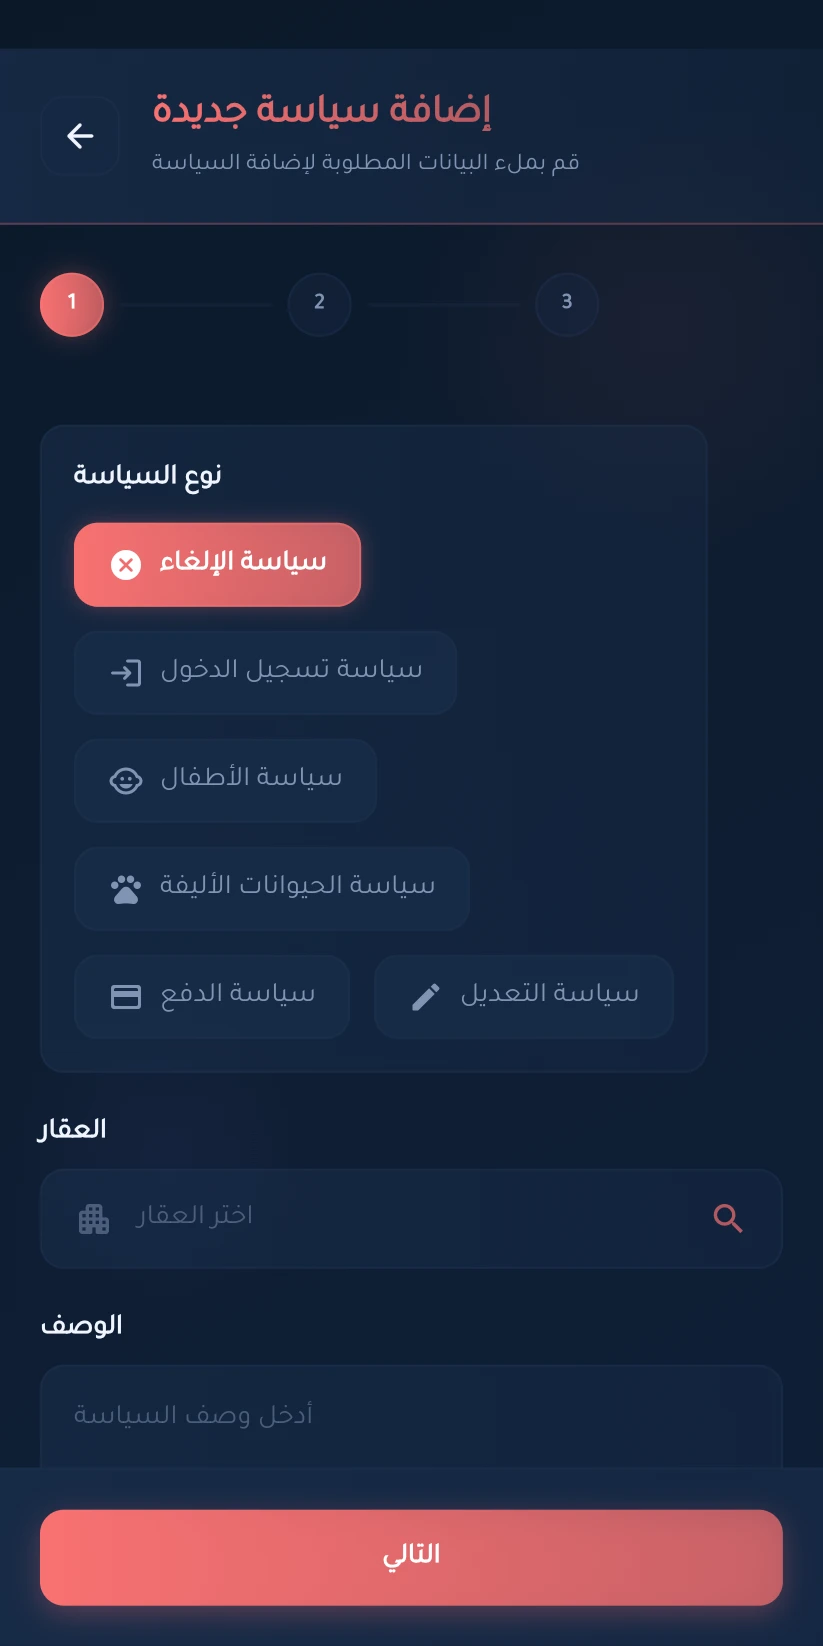 إضافة سياسة جديدة
قم بملء البيانات المطلوبة لإضافة السياسة
1 2 3
نوع السياسة
سياسة الإلغاء
سياسة تسجيل الدخول
سياسة الأطفال
سياسة الحيوانات الأليفة
سياسة الدفع سياسة التعديل
العقار
اختر العقار
الوصف
أدخل وصف السياسة
التالي